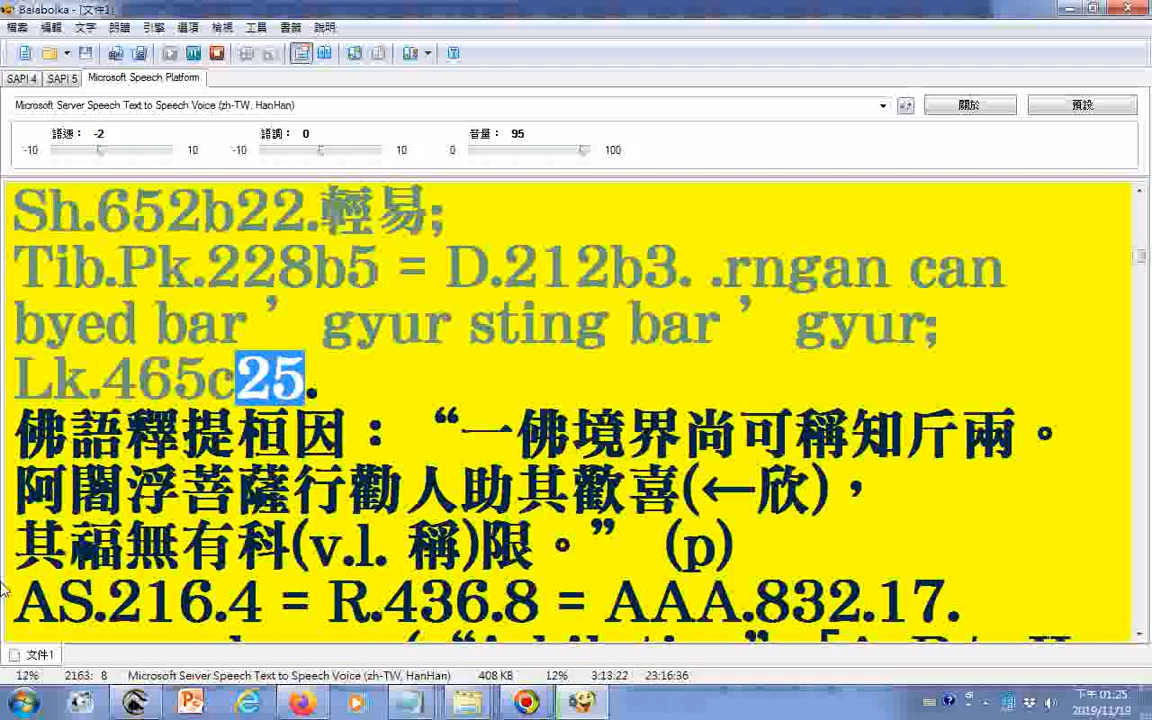 Balabolka - [文件1]
檔案 編輯 文字 朗讀 引擎 選項 檢視 工具 書籤 說明
SAPI 4 SAPI 5 Microsoft Speech Platform
Microsoft Server Speech Text to Speech Voice (zh-TW, HanHan) 關於 預設
語速： -2 語調： 0 音量： 95
-10 10 -10 10 0 100
Sh.652b22.輕易;
Tib.Pk.228b5 = D.212b3. .rngan can
byed bar ’ gyur sting bar ’ gyur;
Lk.465c25.
佛語釋提桓因：“一佛境界尚可稱知斤兩。
阿閦浮菩薩行勸人助其歡喜(←欣)，
其福無有科(v.l. 稱)限。” (p)
AS.216.4 = R.436.8 = AAA.832.17.
文件1
12% 2163: 8 Microsoft Server Speech Text to Speech Voice (zh-TW, HanHan) 408 KB 12% 3:13:22 23:16:36
下午 01:25
2019/11/19